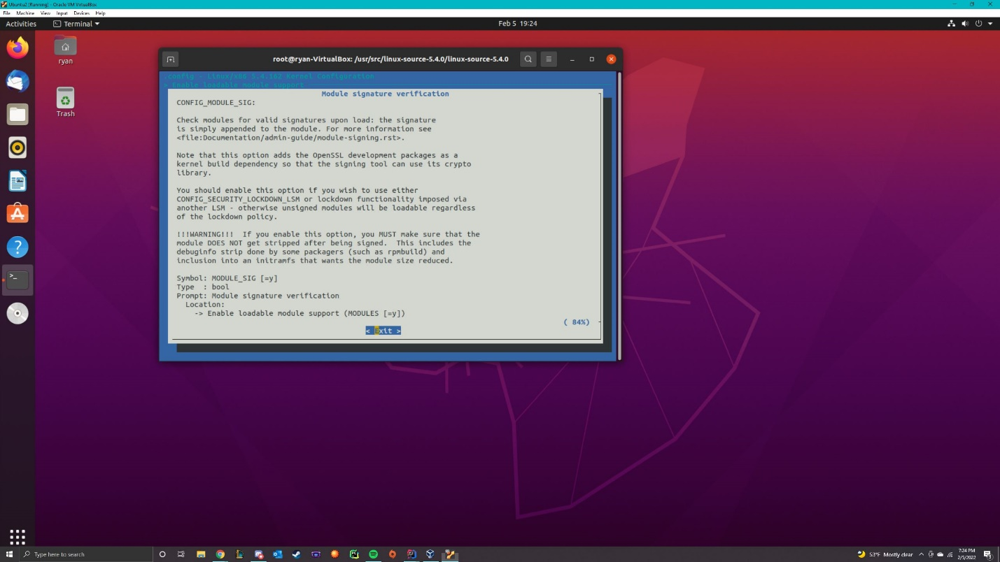 Ubuntu2 [Running] - Oracle VM VirtualBox
File Machine View Input Devices Help
Activities Terminal Feb 5 19:24
ryan
Trash
root@ryan-VirtualBox: /usr/src/linux-source-5.4.0/linux-source-5.4.0
.config - Linux/x86 5.4.162 Kernel Configuration
> Enable loadable module support
Module signature verification
CONFIG_MODULE_SIG:
Check modules for valid signatures upon load: the signature
is simply appended to the module. For more information see
<file:Documentation/admin-guide/module-signing.rst>.
Note that this option adds the OpenSSL development packages as a
kernel build dependency so that the signing tool can use its crypto
library.
You should enable this option if you wish to use either
CONFIG_SECURITY_LOCKDOWN_LSM or lockdown functionality imposed via
another LSM - otherwise unsigned modules will be loadable regardless
of the lockdown policy.
!!!WARNING!!! If you enable this option, you MUST make sure that the
module DOES NOT get stripped after being signed. This includes the
debuginfo strip done by some packagers (such as rpmbuild) and
inclusion into an initramfs that wants the module size reduced.
Symbol: MODULE_SIG [=y]
Type : bool
Prompt: Module signature verification
Location:
-> Enable loadable module support (MODULES [=y])
( 84%)
< Exit >
Type here to search
53°F Mostly clear
7:24 PM
2/5/2022